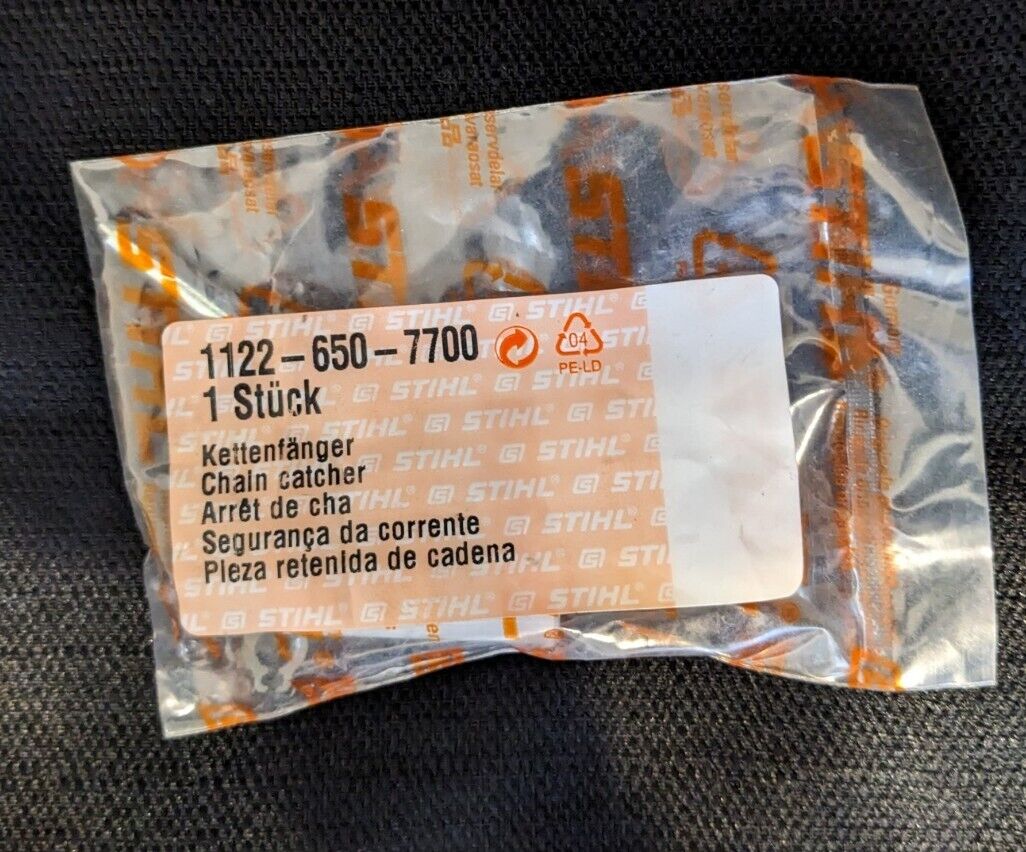 1122-650-7700
04
PE-LD
1 Stück
Kettenfänger
Chain catcher
Arrêt de cha
Segurança da corrente
Pieza retenida de cadena
STIHL